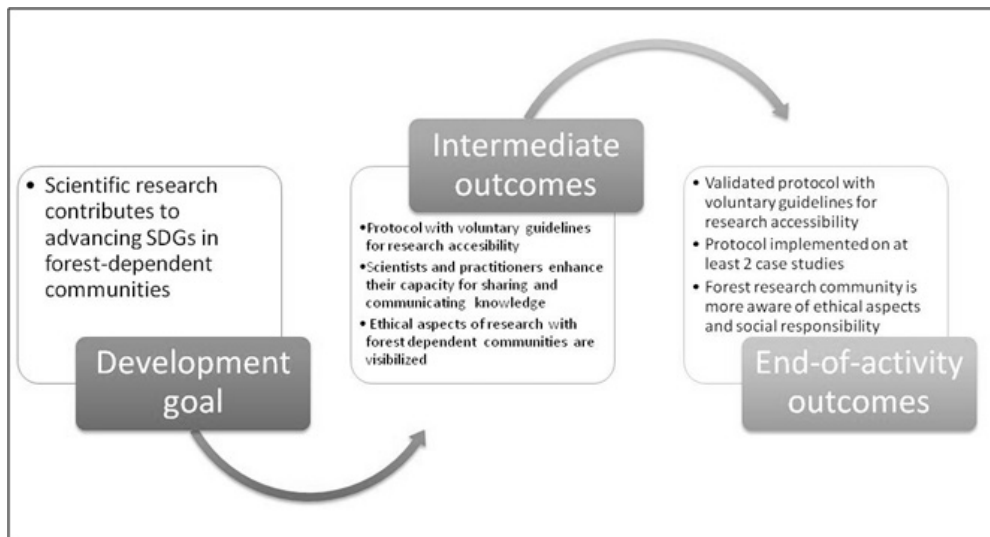 • Scientific research
contributes to
advancing SDGs in
forest-dependent
communities
Development
goal
Intermediate
outcomes
•Protocol with voluntary guidelines
for research accesibility
•Scientists and practitioners enhance
their capacity for sharing and
communicating knowledge
• Ethical aspects of research with
forest dependent communities are
visibilized
• Validated protocol with
voluntary guidelines for
research accessibility
• Protocol implemented on at
least 2 case studies
• Forest research community is
more aware of ethical aspects
and social responsibility
End-of-activity
outcomes